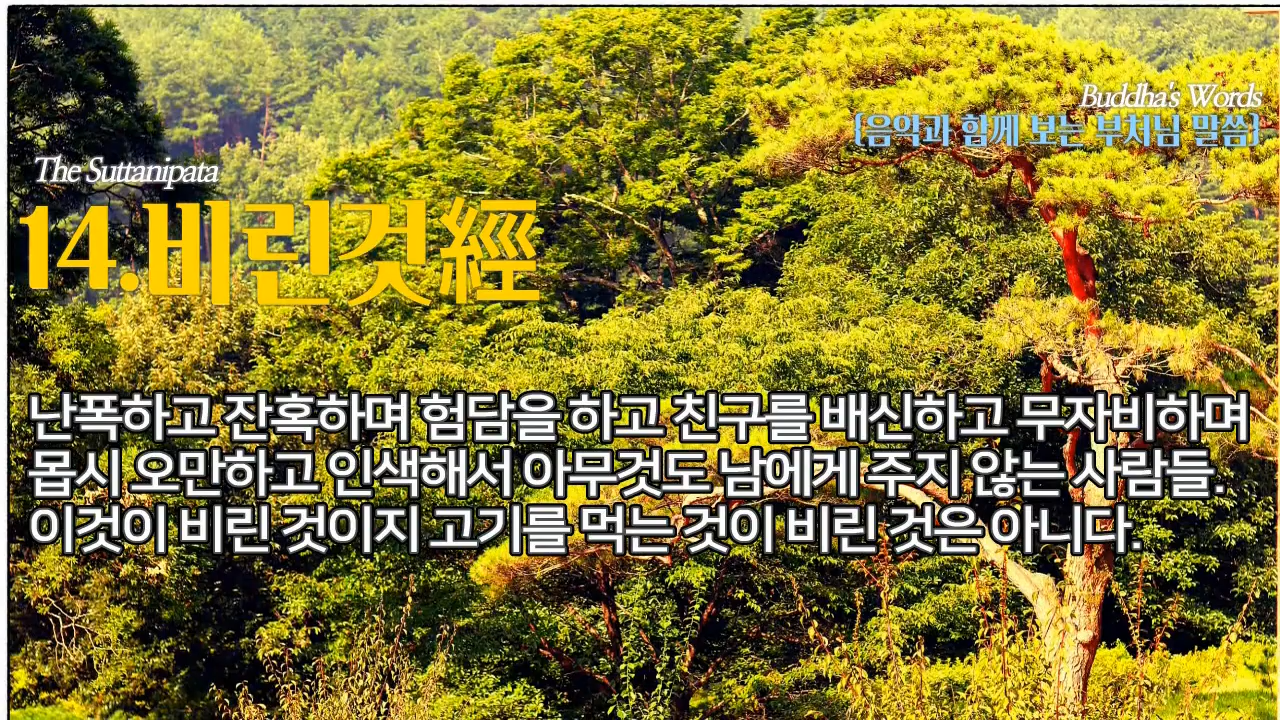 Buddha's Words
{음악과 함께 보는 부처님 말씀}
The Suttanipata
14.비린것經
난폭하고 잔혹하며 험담을 하고 친구를 배신하고 무자비하며
몹시 오만하고 인색해서 아무것도 남에게 주지 않는 사람들.
이것이 비린 것이지 고기를 먹는 것이 비린 것은 아니다.